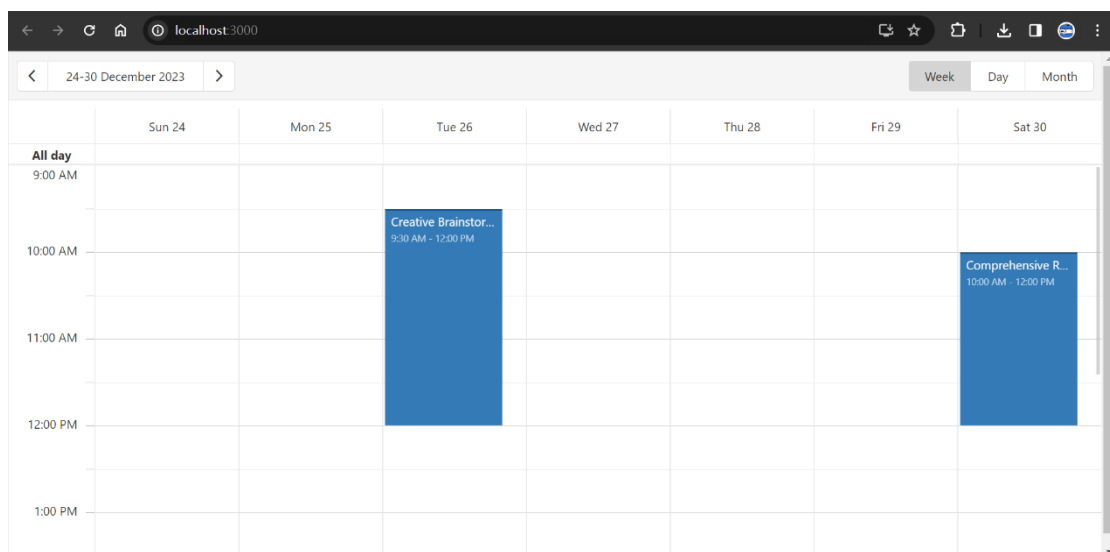 localhost:3000
24-30 December 2023
Week Day Month
Sun 24 Mon 25 Tue 26 Wed 27 Thu 28 Fri 29 Sat 30
All day
9:00 AM
Creative Brainstor...
9:30 AM - 12:00 PM
10:00 AM
Comprehensive R...
10:00 AM - 12:00 PM
11:00 AM
12:00 PM
1:00 PM